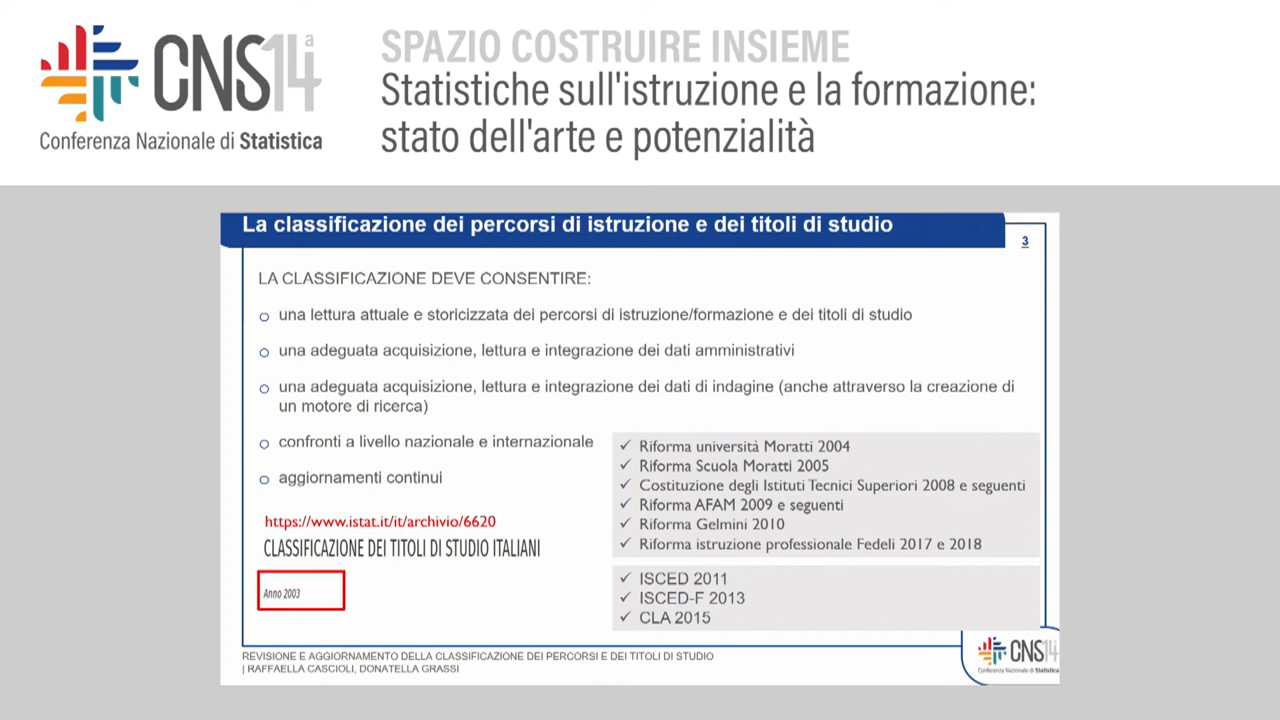 CNS14a
Conferenza Nazionale di Statistica
SPAZIO COSTRUIRE INSIEME
Statistiche sull'istruzione e la formazione:
stato dell'arte e potenzialità
La classificazione dei percorsi di istruzione e dei titoli di studio
3
LA CLASSIFICAZIONE DEVE CONSENTIRE:
o una lettura attuale e storicizzata dei percorsi di istruzione/formazione e dei titoli di studio
o una adeguata acquisizione, lettura e integrazione dei dati amministrativi
o una adeguata acquisizione, lettura e integrazione dei dati di indagine (anche attraverso la creazione di
un motore di ricerca)
o confronti a livello nazionale e internazionale
o aggiornamenti continui
https://www.istat.it/it/archivio/6620
CLASSIFICAZIONE DEI TITOLI DI STUDIO ITALIANI
Anno 2003
✓ Riforma università Moratti 2004
✓ Riforma Scuola Moratti 2005
✓ Costituzione degli Istituti Tecnici Superiori 2008 e seguenti
✓ Riforma AFAM 2009 e seguenti
✓ Riforma Gelmini 2010
✓ Riforma istruzione professionale Fedeli 2017 e 2018
✓ ISCED 2011
✓ ISCED-F 2013
✓ CLA 2015
REVISIONE E AGGIORNAMENTO DELLA CLASSIFICAZIONE DEI PERCORSI E DEI TITOLI DI STUDIO
| RAFFAELLA CASCIOLI, DONATELLA GRASSI
CNS14
Conferenza Nazionale di Statistica